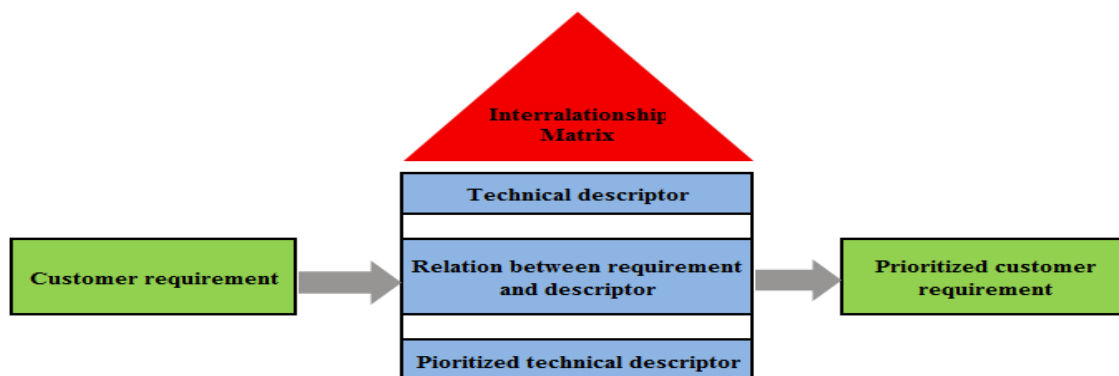 Interralationship
Matrix
Technical descriptor
Customer requirement
Relation between requirement
and descriptor
Prioritized customer
requirement
Pioritized technical descriptor